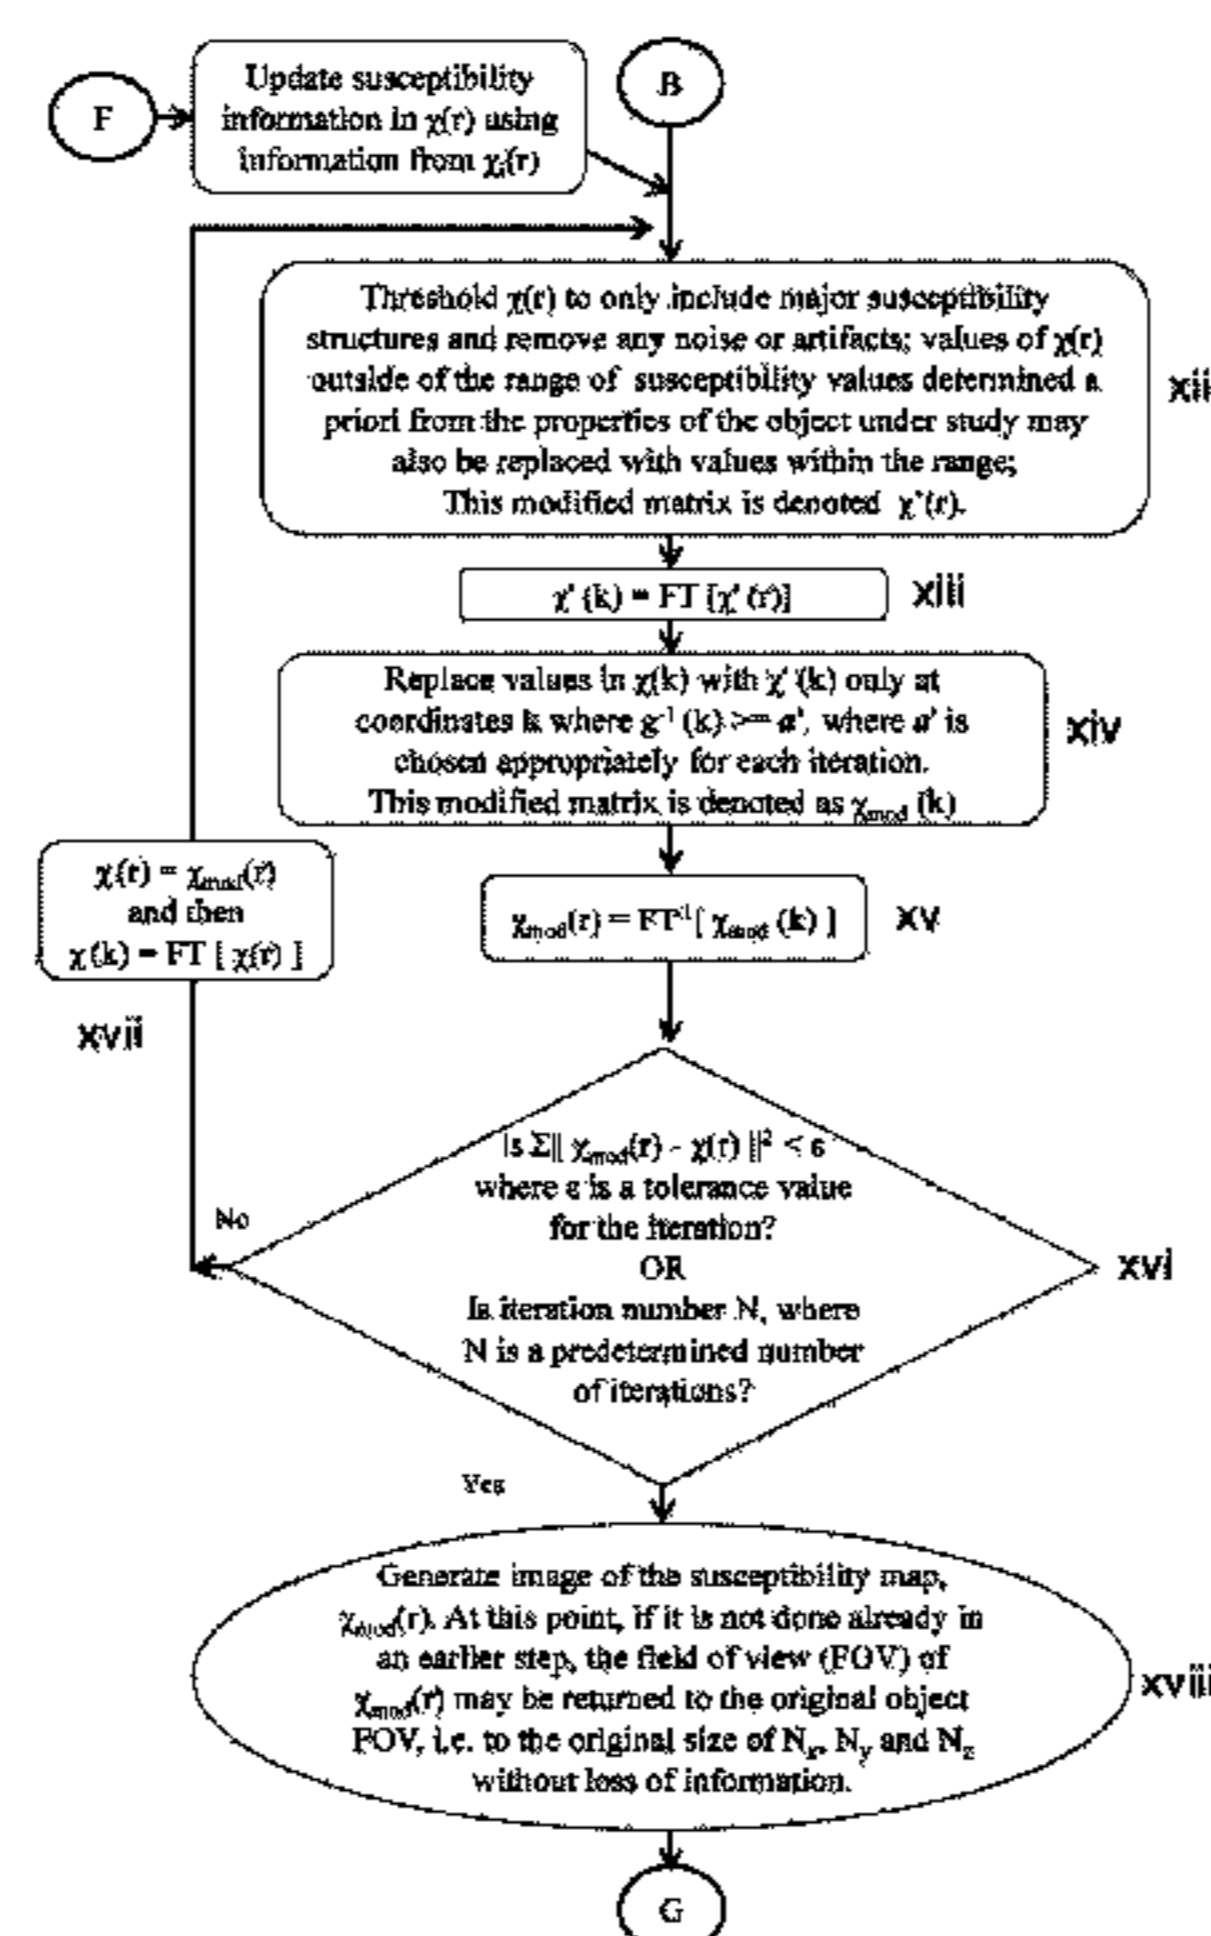 F
Update susceptibility
information in χ(r) using
information from χᵢ(r)
B
Threshold χ(r) to only include major susceptibility
structures and remove any noise or artifacts; values of χ(r)
outside of the range of susceptibility values determined a
priori from the properties of the object under study may
also be replaced with values within the range;
This modified matrix is denoted χ'(r).
xii
χ' (k) = FT [χ' (r)]
xiii
Replace values in χ(k) with χ' (k) only at
coordinates k where g⁻¹ (k) >= a', where a' is
chosen appropriately for each iteration.
This modified matrix is denoted as χmod (k)
xiv
χ(r) = χmod(r)
and then
χ(k) = FT [ χ(r) ]
xvii
χmod(r) = FT⁻¹[ χmod (k) ]
xv
Is Σ|| χmod(r) - χ(r) ||² < ε
where ε is a tolerance value
for the iteration?
OR
Is iteration number N, where
N is a predetermined number
of iterations?
xvi
No
Yes
Generate image of the susceptibility map,
χmod(r). At this point, if it is not done already in
an earlier step, the field of view (FOV) of
χmod(r) may be returned to the original object
FOV, i.e. to the original size of Nx, Ny and Nz
without loss of information.
xviii
G